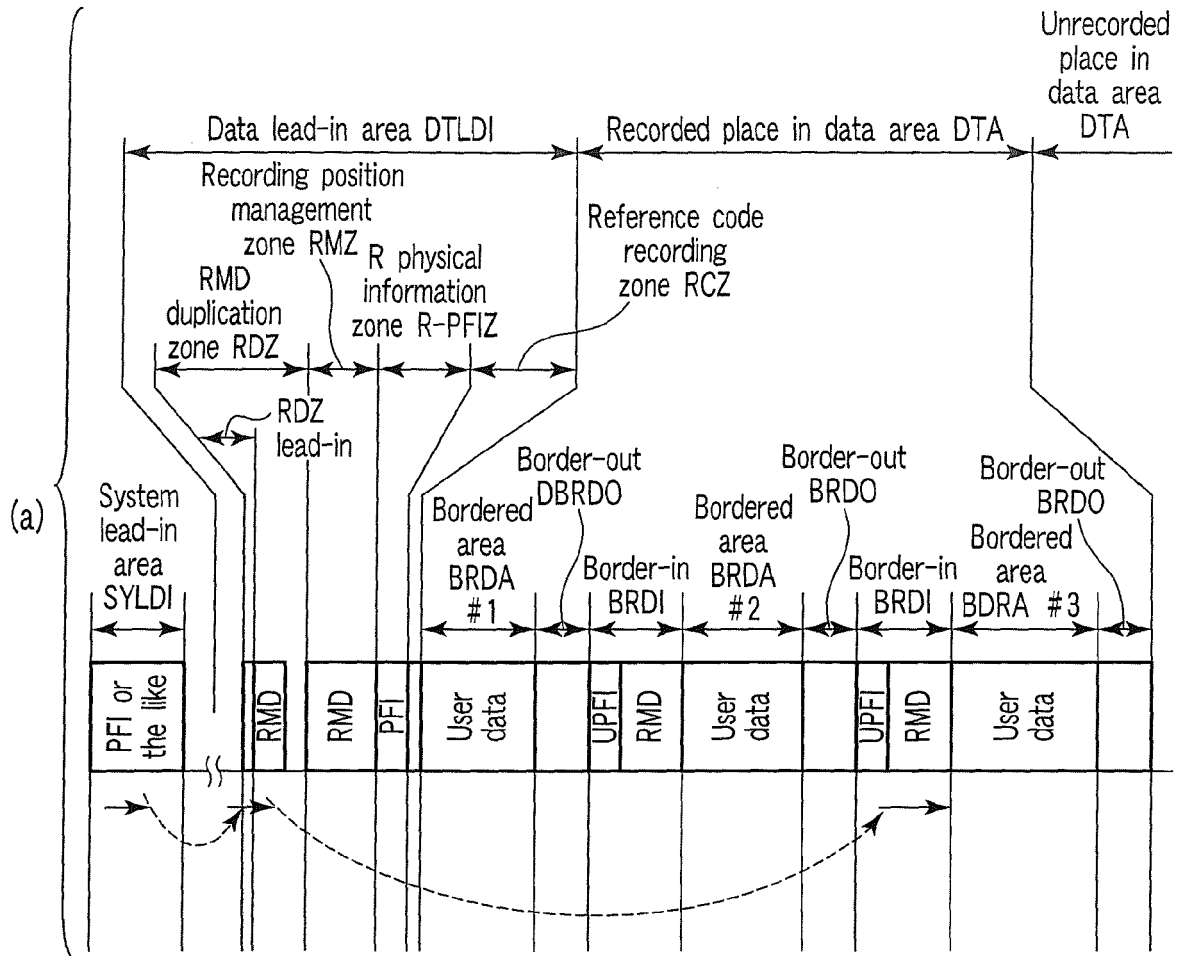 (a)
Unrecorded
place in
data area
DTA
Data lead-in area DTLDI
Recorded place in data area DTA
Recording position
management
zone RMZ
Reference code
recording
zone RCZ
R physical
information
zone R-PFIZ
RMD
duplication
zone RDZ
RDZ
lead-in
System
lead-in
area
SYLDI
Bordered
area
BRDA
#1
Border-out
DBRDO
Border-in
BRDI
Bordered
area
BRDA
#2
Border-out
BRDO
Border-in
BRDI
Border-out
BRDO
Bordered
area
BDRA #3
PFI or
the like
RMD
RMD
PFI
User
data
UPFI
RMD
User
data
UPFI
RMD
User
data